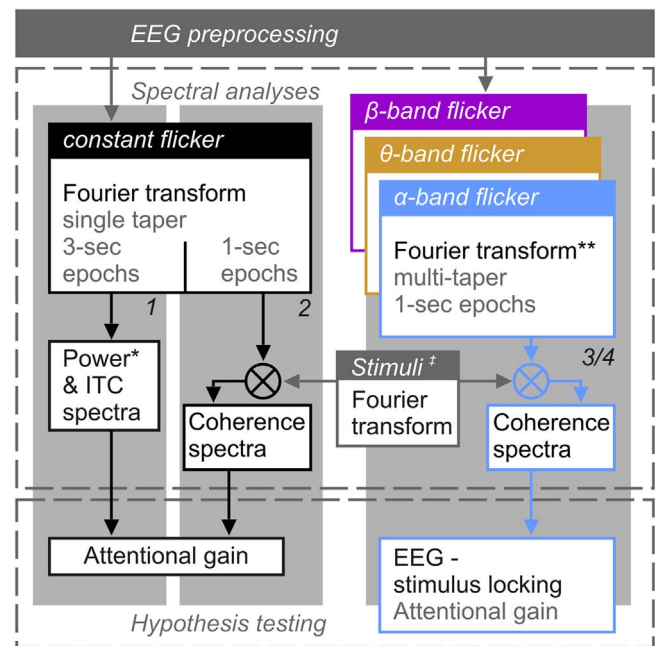 EEG preprocessing
Spectral analyses
constant flicker
Fourier transform
single taper
3-sec
epochs
1-sec
epochs
1
2
Power*
& ITC
spectra
Coherence
spectra
Stimuli ‡
Fourier
transform
β-band flicker
θ-band flicker
α-band flicker
Fourier transform**
multi-taper
1-sec epochs
3/4
Coherence
spectra
Attentional gain
EEG -
stimulus locking
Attentional gain
Hypothesis testing